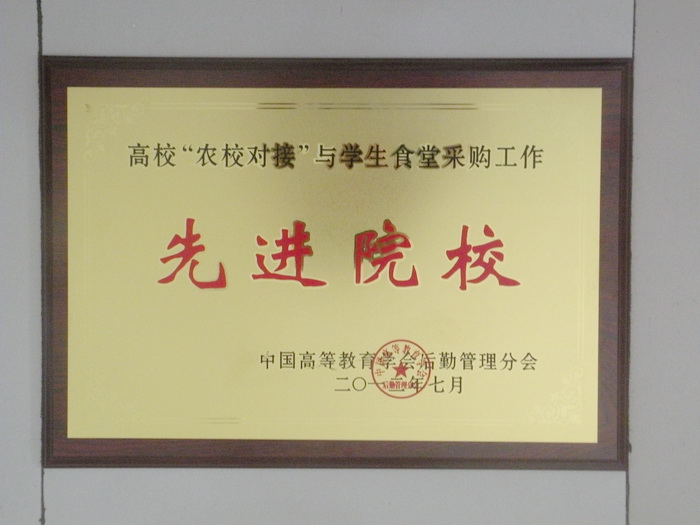 高校“农校对接”与学生食堂采购工作
先进院校
中国高等教育学会后勤管理分会
二〇一二年七月